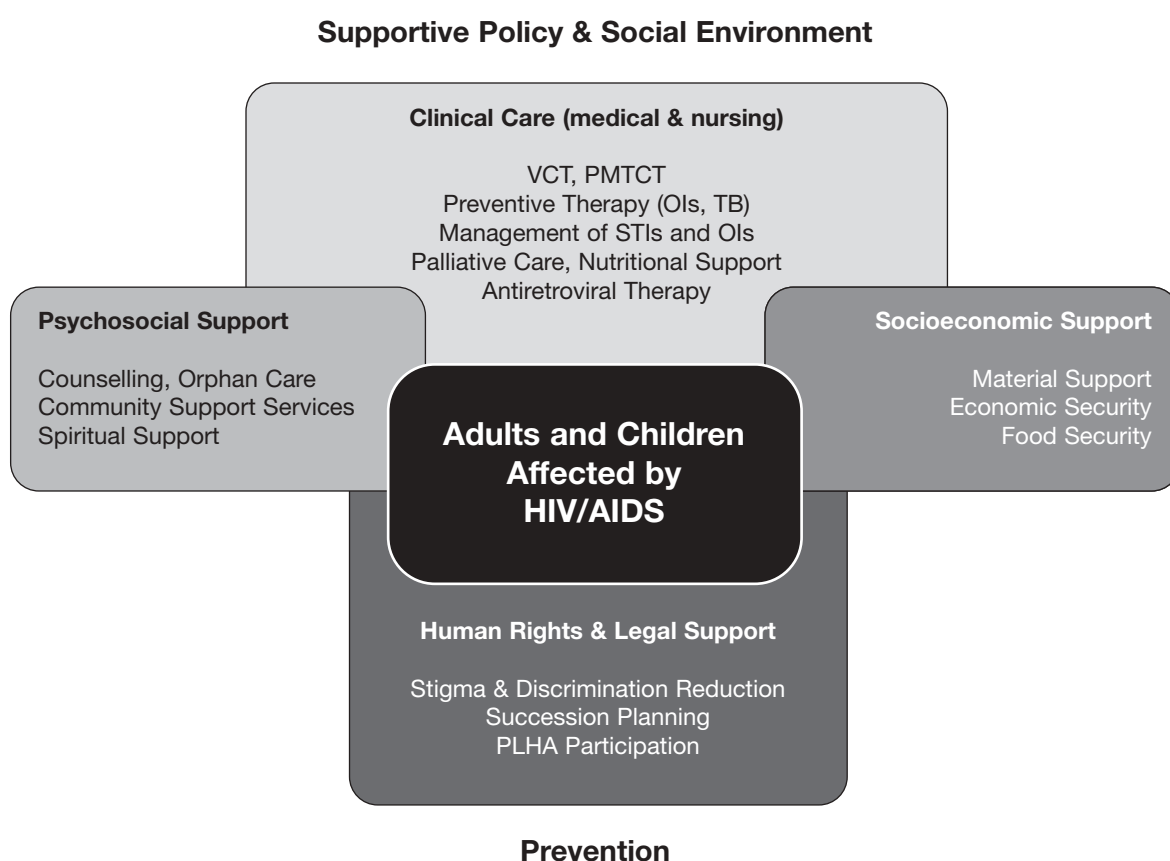 Supportive Policy & Social Environment
Clinical Care (medical & nursing)
VCT, PMTCT
Preventive Therapy (OIs, TB)
Management of STIs and OIs
Palliative Care, Nutritional Support
Antiretroviral Therapy
Psychosocial Support
Counselling, Orphan Care
Community Support Services
Spiritual Support
Socioeconomic Support
Material Support
Economic Security
Food Security
Adults and Children
Affected by
HIV/AIDS
Human Rights & Legal Support
Stigma & Discrimination Reduction
Succession Planning
PLHA Participation
Prevention